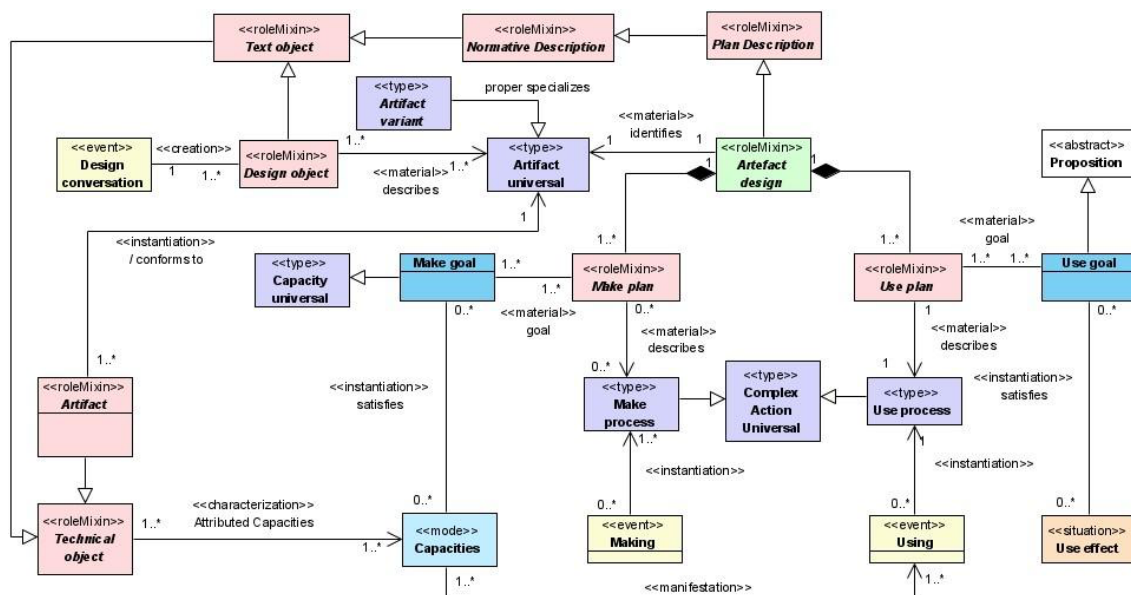 <<roleMixin>>
Text object
<<roleMixin>>
Normative Description
<<roleMixin>>
Plan Description
<<type>>
Artifact
variant
proper specializes
<<material>>
identifies
1
1
<<event>>
Design
conversation
<<creation>>
1
1..*
<<roleMixin>>
Design object
1..*
<<material>>
describes
1..*
<<type>>
Artifact
universal
<<roleMixin>>
Artefact
design
1
1
<<abstract>>
Proposition
1
<<instantiation>>
/ conforms to
<<type>>
Capacity
universal
Make goal
1..*
1..*
<<material>>
goal
1..*
<<roleMixin>>
Make plan
1..*
<<roleMixin>>
Use plan
<<material>>
goal
1..*
1..*
Use goal
0..*
0..*
1
0..*
<<material>>
describes
<<material>>
describes
1..*
<<roleMixin>>
Artifact
<<instantiation>>
satisfies
0..*
<<type>>
Make
process
<<type>>
Complex
Action
Universal
1
<<type>>
Use process
<<instantiation>>
satisfies
1..*
1
<<instantiation>>
<<instantiation>>
<<roleMixin>>
Technical
object
1..*
<<characterization>>
Attributed Capacities
1..*
0..*
<<mode>>
Capacities
0..*
<<event>>
Making
0..*
<<event>>
Using
0..*
<<situation>>
Use effect
1..*
<<manifestation>>
1..*